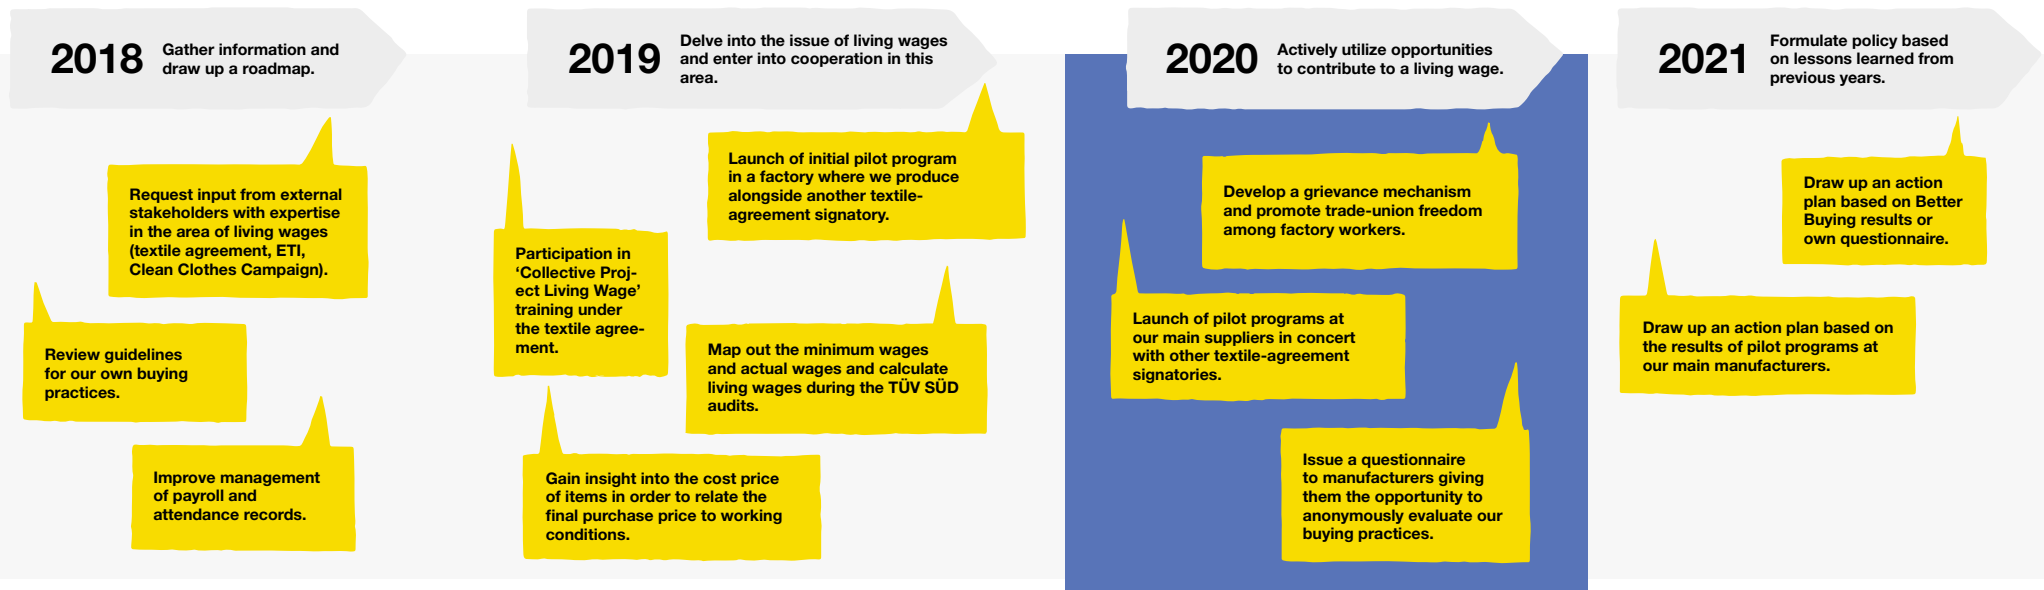 2018
Gather information and
draw up a roadmap.
Request input from external
stakeholders with expertise
in the area of living wages
(textile agreement, ETI,
Clean Clothes Campaign).
Review guidelines
for our own buying
practices.
Improve management
of payroll and
attendance records.
2019
Delve into the issue of living wages
and enter into cooperation in this
area.
Launch of initial pilot program
in a factory where we produce
alongside another textile-
agreement signatory.
Participation in
‘Collective Proj-
ect Living Wage’
training under
the textile agree-
ment.
Map out the minimum wages
and actual wages and calculate
living wages during the TÜV SÜD
audits.
Gain insight into the cost price
of items in order to relate the
final purchase price to working
conditions.
2020
Actively utilize opportunities
to contribute to a living wage.
Develop a grievance mechanism
and promote trade-union freedom
among factory workers.
Launch of pilot programs at
our main suppliers in concert
with other textile-agreement
signatories.
Issue a questionnaire
to manufacturers giving
them the opportunity to
anonymously evaluate our
buying practices.
2021
Formulate policy based
on lessons learned from
previous years.
Draw up an action
plan based on Better
Buying results or
own questionnaire.
Draw up an action plan based on
the results of pilot programs at
our main manufacturers.